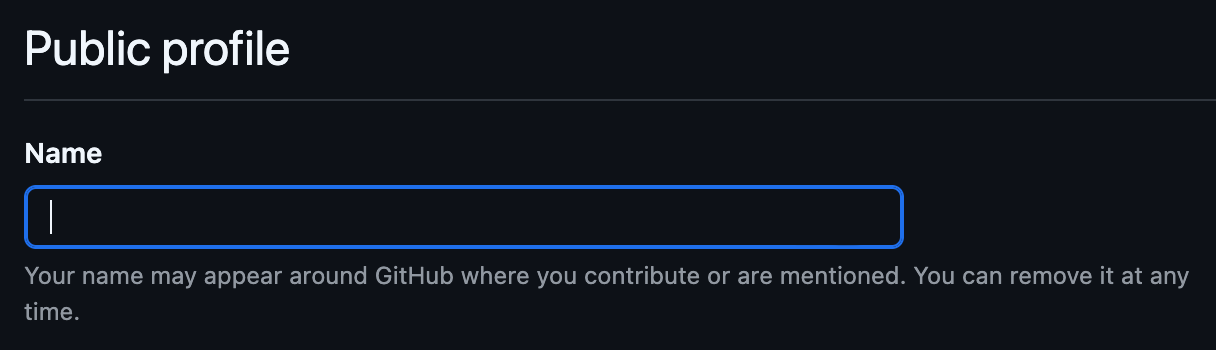 Public profile
Name
Your name may appear around GitHub where you contribute or are mentioned. You can remove it at any
time.